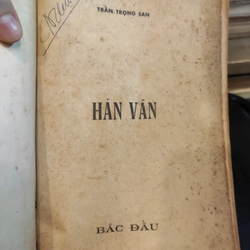 TRẦN TRỌNG SAN
HÁN VĂN
BẮC ĐẨU